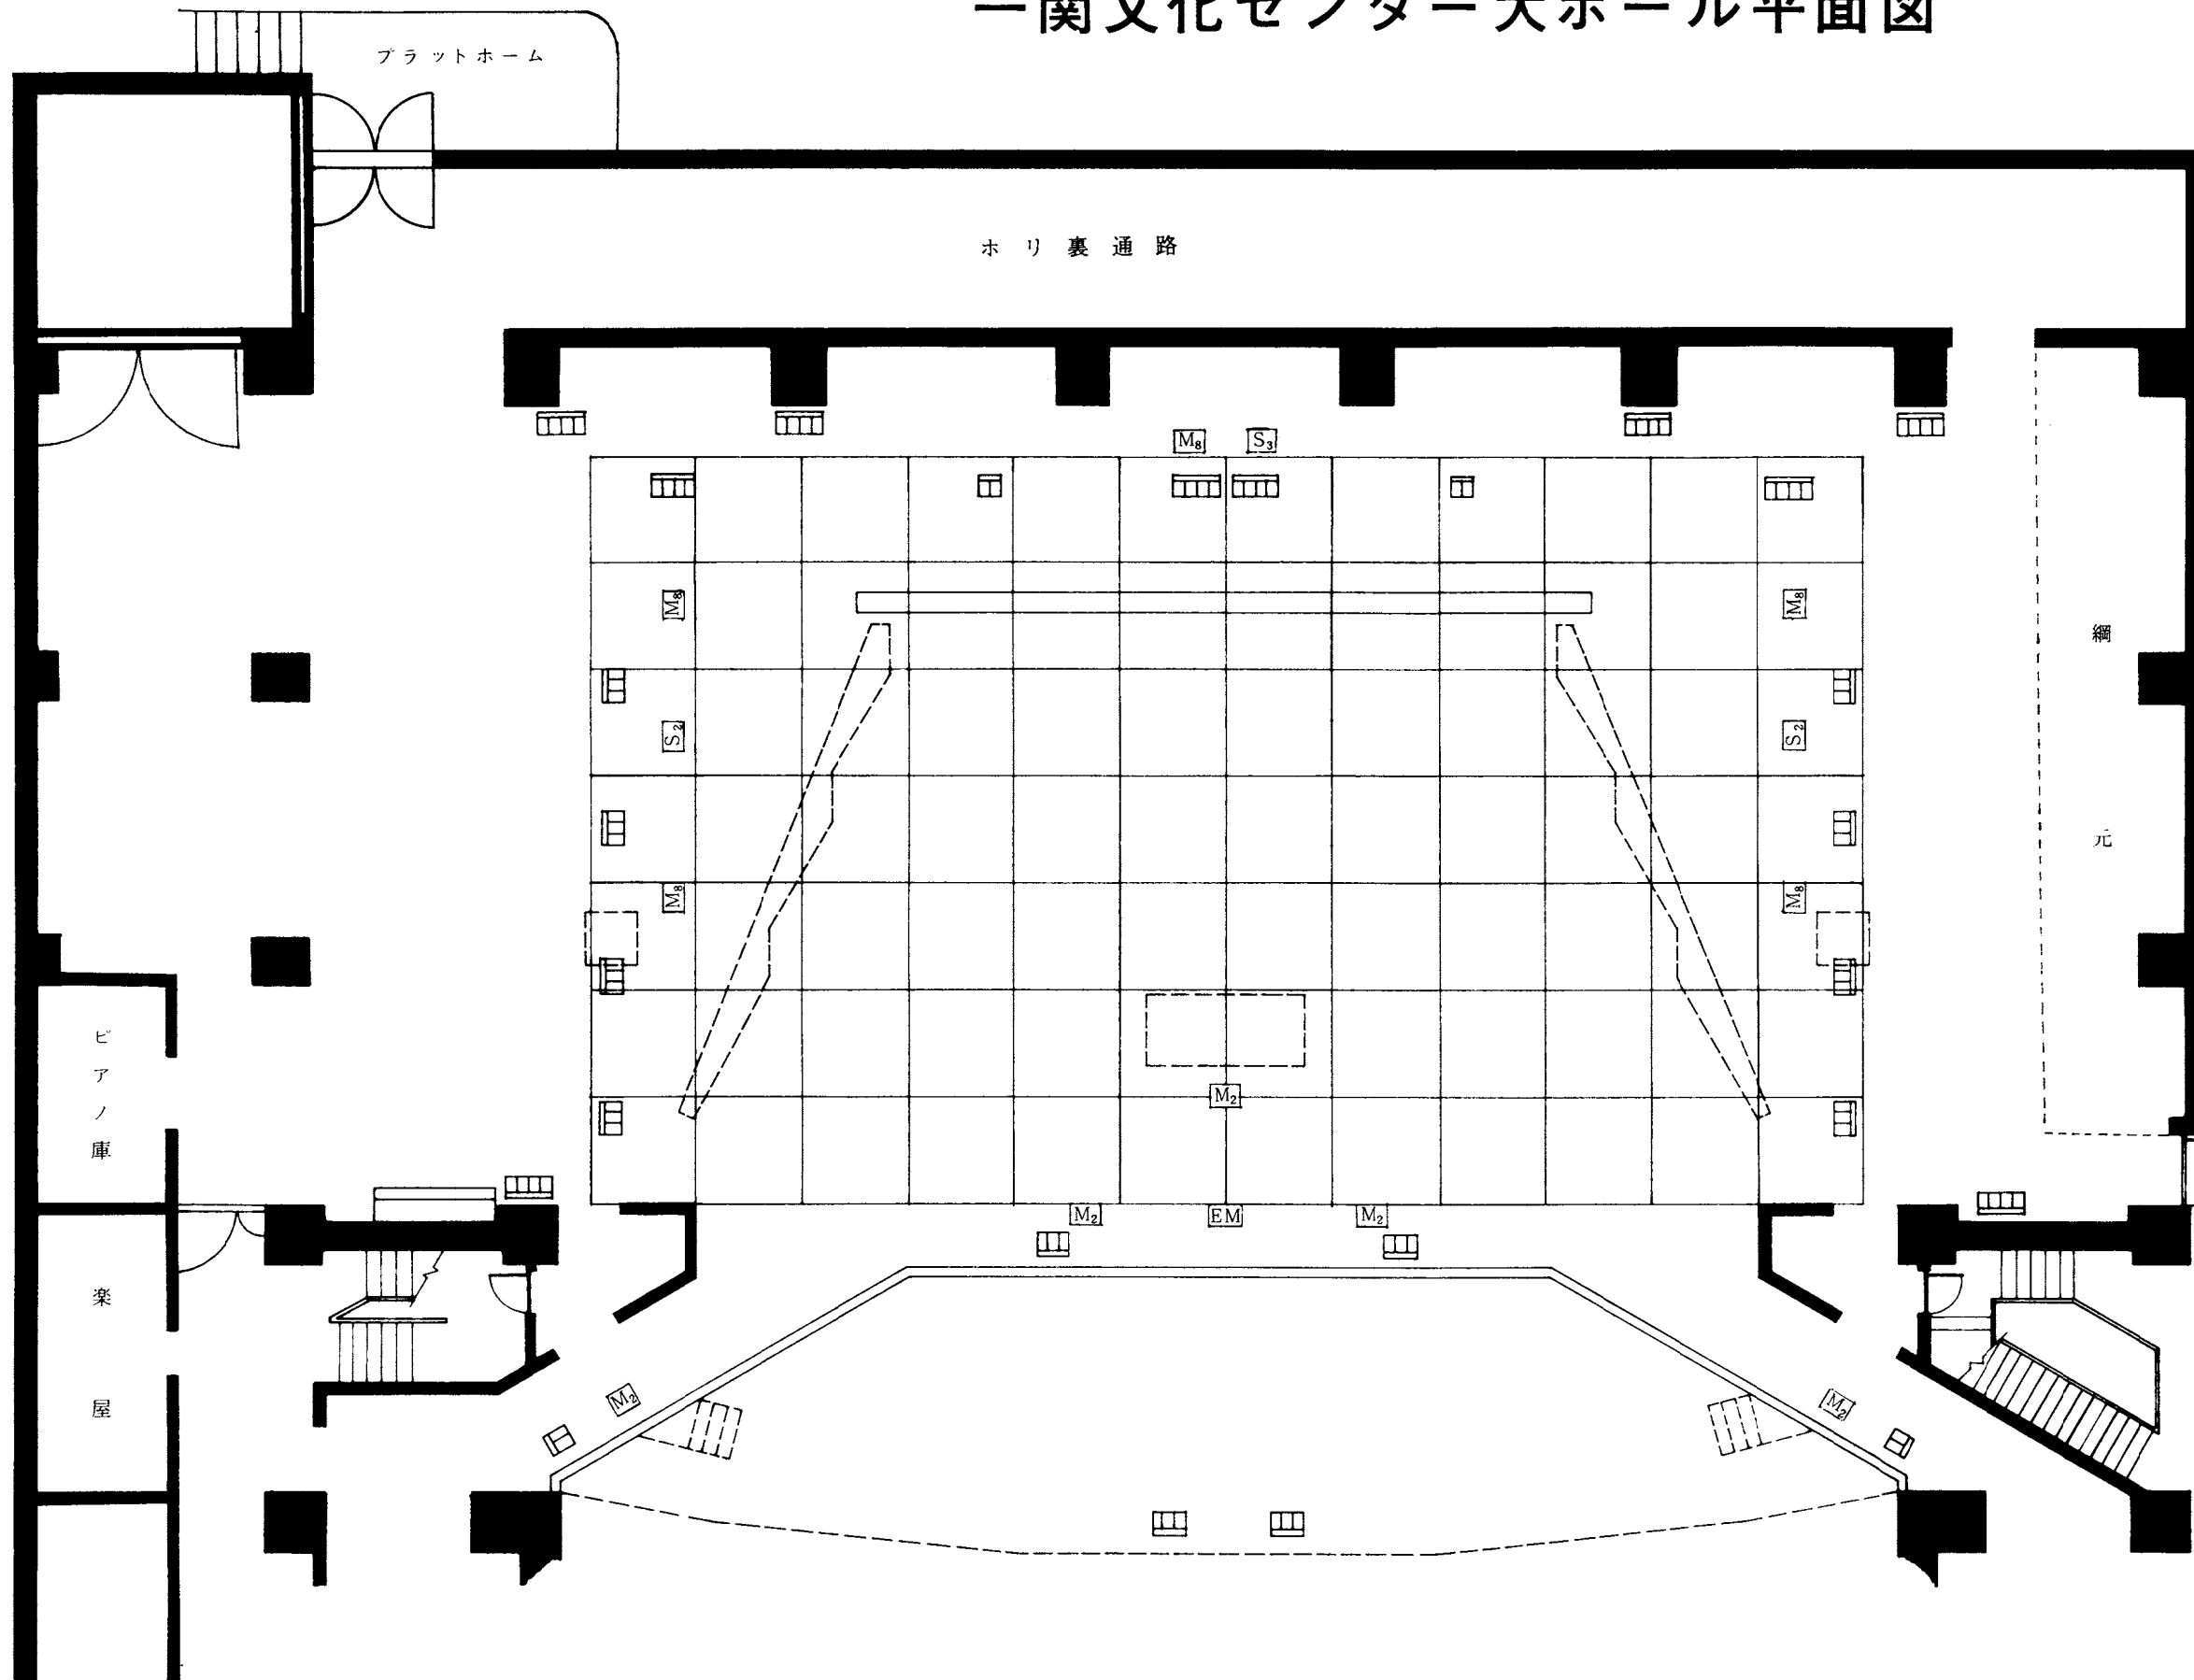 一関文化センター大ホール平面図
プラットホーム
ホリ裏通路
M₈
S₃
M₈
M₈
綱元
S₂
S₂
M₈
M₈
ピアノ庫
M₂
M₂
EM
M₂
楽屋
M₂
M₂